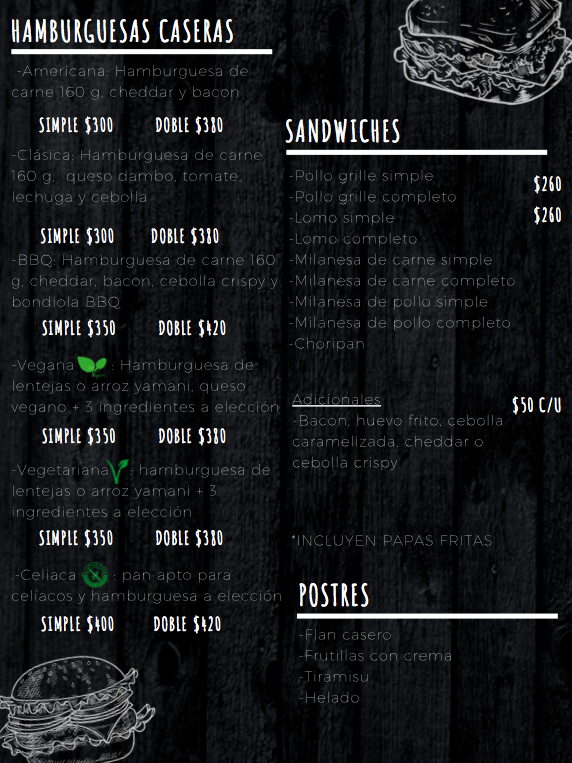 HAMBURGUESAS CASERAS
-Americana: Hamburguesa de
carne 160 g, cheddar y bacon
SIMPLE $300 DOBLE $380
-Clásica: Hamburguesa de carne
160 g, queso dambo, tomate,
lechuga y cebolla
SIMPLE $300 DOBLE $380
-BBQ: Hamburguesa de carne 160
g, cheddar, bacon, cebolla crispy y
bondiola BBQ
SIMPLE $350 DOBLE $420
-Vegana : Hamburguesa de
lentejas o arroz yamani, queso
vegano + 3 ingredientes a elección
SIMPLE $350 DOBLE $380
-Vegetariana : hamburguesa de
lentejas o arroz yamani + 3
ingredientes a elección
SIMPLE $350 DOBLE $380
.-Celiaca : pan apto para
celíacos y hamburguesa a elección
SIMPLE $400 DOBLE $420
SANDWICHES
-Pollo grille simple $260
-Pollo grille completo
-Lomo simple $260
-Lomo completo
-Milanesa de carne simple
-Milanesa de carne completo
-Milanesa de pollo simple
-Milanesa de pollo completo
-Choripan
Adicionales $50 C/U
-Bacon, huevo frito, cebolla
caramelizada, cheddar o
cebolla crispy
*INCLUYEN PAPAS FRITAS
POSTRES
-Flan casero
-Frutillas con crema
-Tiramisu
-Helado